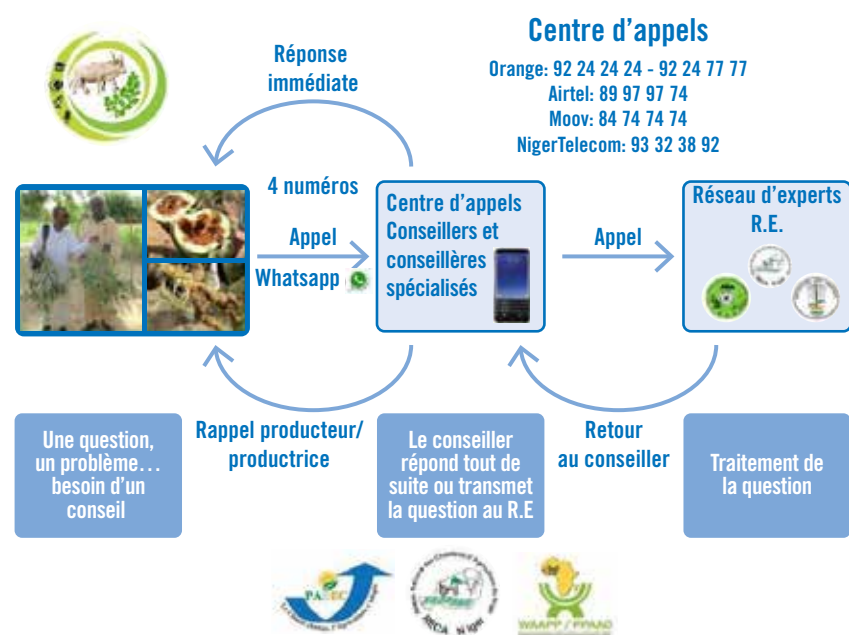 Centre d'appels
Orange: 92 24 24 24 - 92 24 77 77
Airtel: 89 97 97 74
Moov: 84 74 74 74
NigerTelecom: 93 32 38 92
Réponse
immédiate
4 numéros
Appel
Whatsapp
Centre d'appels
Conseillers et
conseillères
spécialisés
Appel
Réseau d'experts
R.E.
Rappel producteur/
productrice
Retour
au conseiller
Une question,
un problème…
besoin d'un
conseil
Le conseiller
répond tout de
suite ou transmet
la question au R.E
Traitement de
la question
RECA Niger
WAAPP / PPAAO